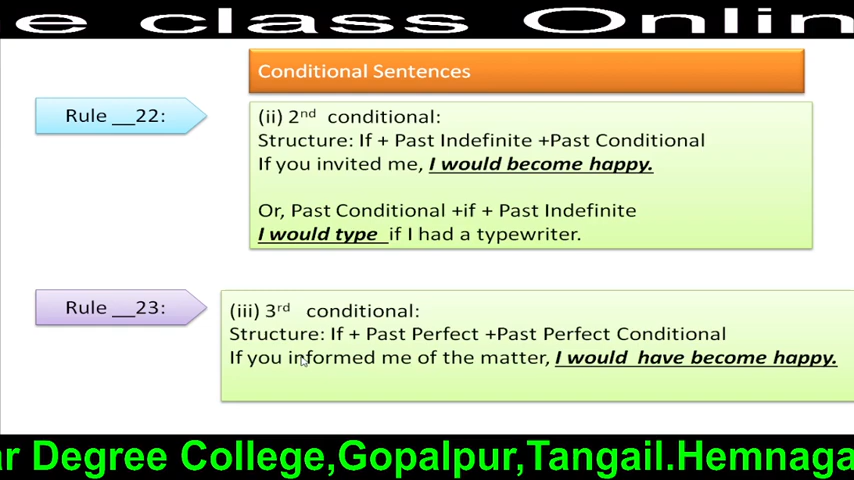 e class Onlin
Conditional Sentences
Rule __22:
(ii) 2nd conditional:
Structure: If + Past Indefinite +Past Conditional
If you invited me, I would become happy.
Or, Past Conditional +if + Past Indefinite
I would type if I had a typewriter.
Rule __23:
(iii) 3rd conditional:
Structure: If + Past Perfect +Past Perfect Conditional
If you informed me of the matter, I would have become happy.
ar Degree College,Gopalpur,Tangail.Hemnaga